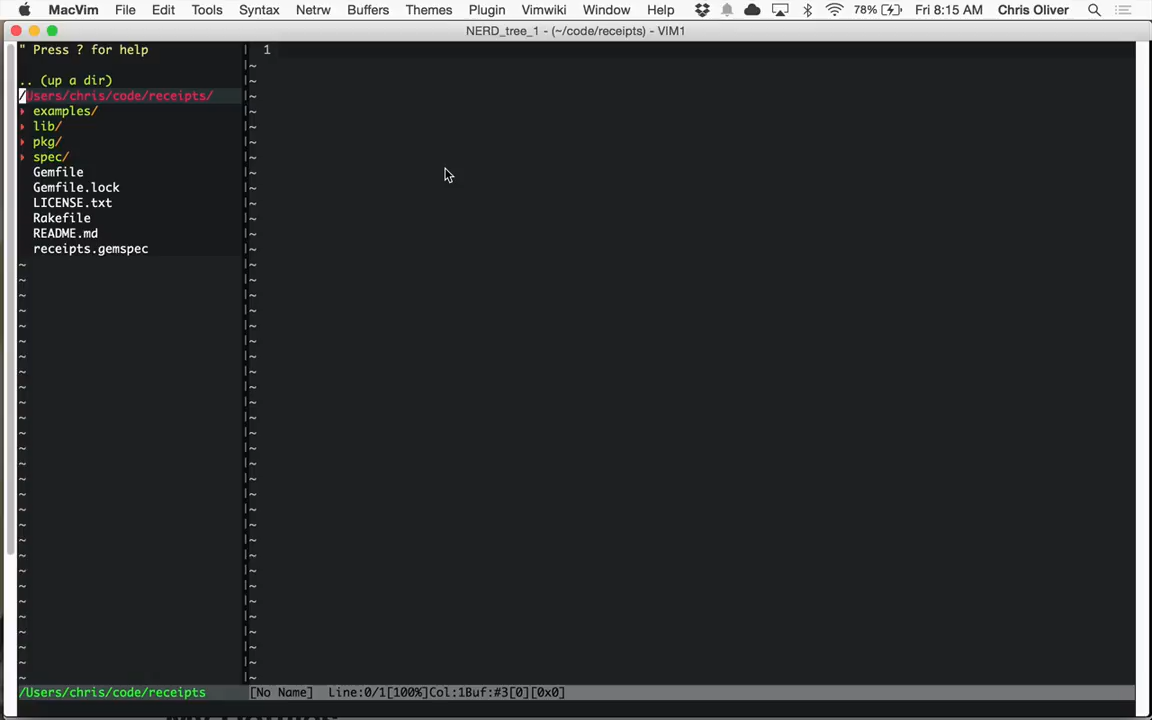 MacVim File Edit Tools Syntax Netrw Buffers Themes Plugin Vimwiki Window Help 78% Fri 8:15 AM Chris Oliver
NERD_tree_1 - (~/code/receipts) - VIM1
" Press ? for help
.. (up a dir)
/Users/chris/code/receipts/
examples/
lib/
pkg/
spec/
Gemfile
Gemfile.lock
LICENSE.txt
Rakefile
README.md
receipts.gemspec
1
/Users/chris/code/receipts [No Name] Line:0/1[100%]Col:1Buf:#3[0][0x0]